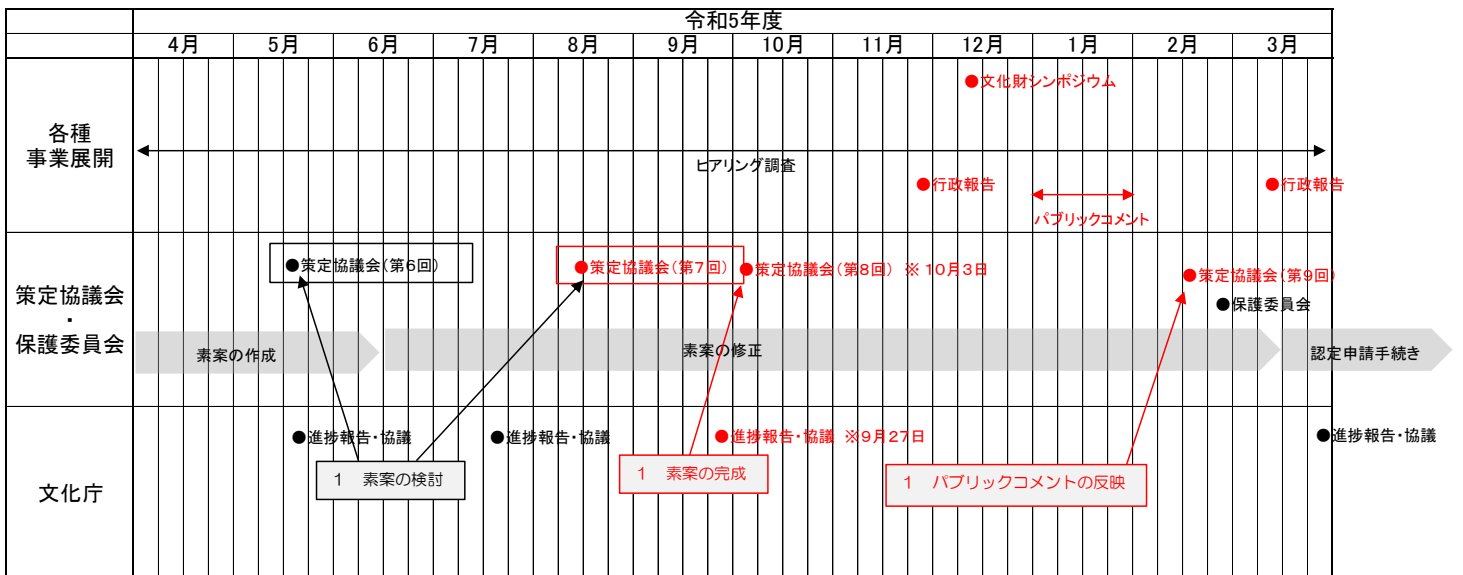 令和5年度
4月 5月 6月 7月 8月 9月 10月 11月 12月 1月 2月 3月
各種
事業展開
●文化財シンポジウム
ヒアリング調査
●行政報告
パブリックコメント
●行政報告
策定協議会
・
保護委員会
●策定協議会(第6回)
●策定協議会(第7回)
●策定協議会(第8回) ※10月3日
●策定協議会(第9回)
●保護委員会
素案の作成
素案の修正
認定申請手続き
文化庁
●進捗報告・協議
●進捗報告・協議
●進捗報告・協議 ※9月27日
●進捗報告・協議
1 素案の検討
1 素案の完成
1 パブリックコメントの反映